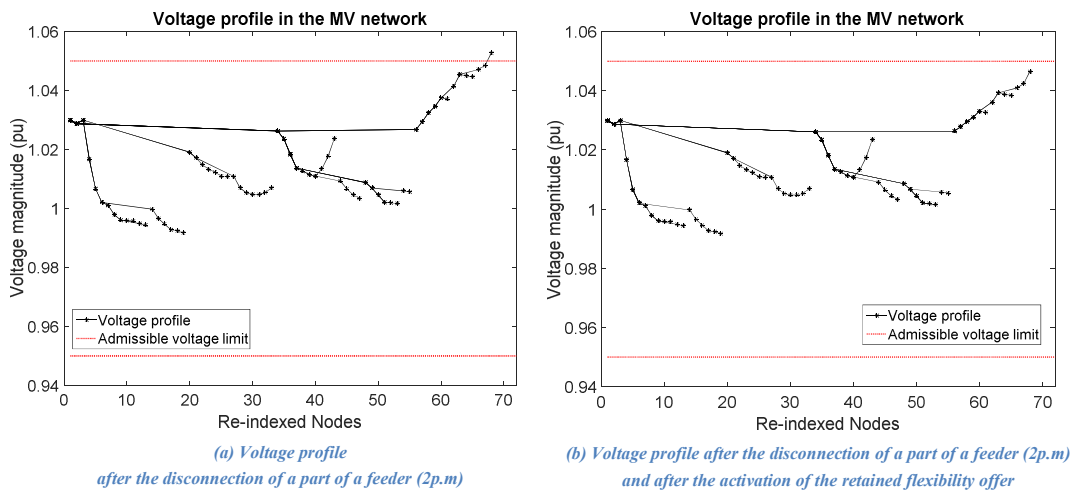 Voltage profile in the MV network
1.06
1.04
1.02
1
0.98
0.96
0.94
Voltage magnitude (pu)
Voltage profile
Admissible voltage limit
0 10 20 30 40 50 60 70
Re-indexed Nodes
(a) Voltage profile
after the disconnection of a part of a feeder (2p.m)
Voltage profile in the MV network
1.06
1.04
1.02
1
0.98
0.96
0.94
Voltage magnitude (pu)
Voltage profile
Admissible voltage limit
0 10 20 30 40 50 60 70
Re-indexed Nodes
(b) Voltage profile after the disconnection of a part of a feeder (2p.m)
and after the activation of the retained flexibility offer